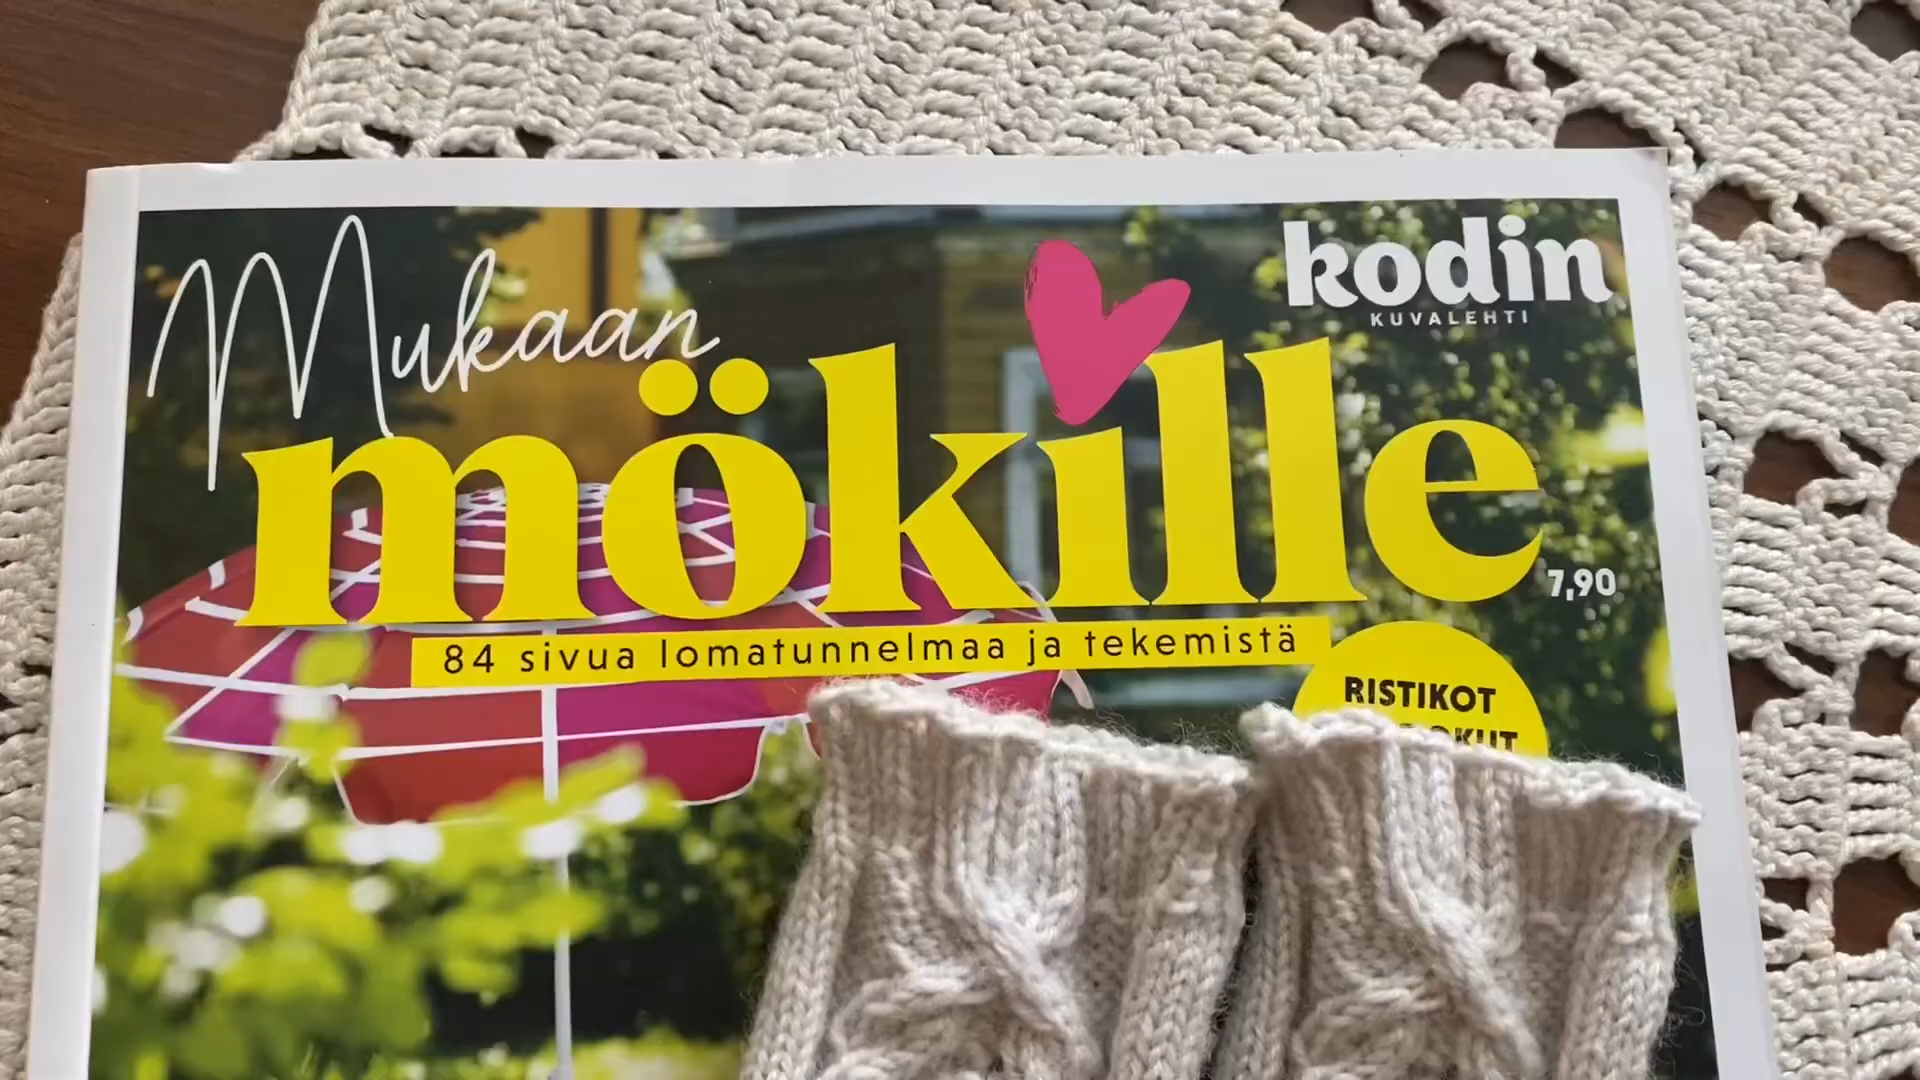 Mukaan
kodin
KUVALEHTI
mökille
7,90
84 sivua lomatunnelmaa ja tekemistä
RISTIKOT